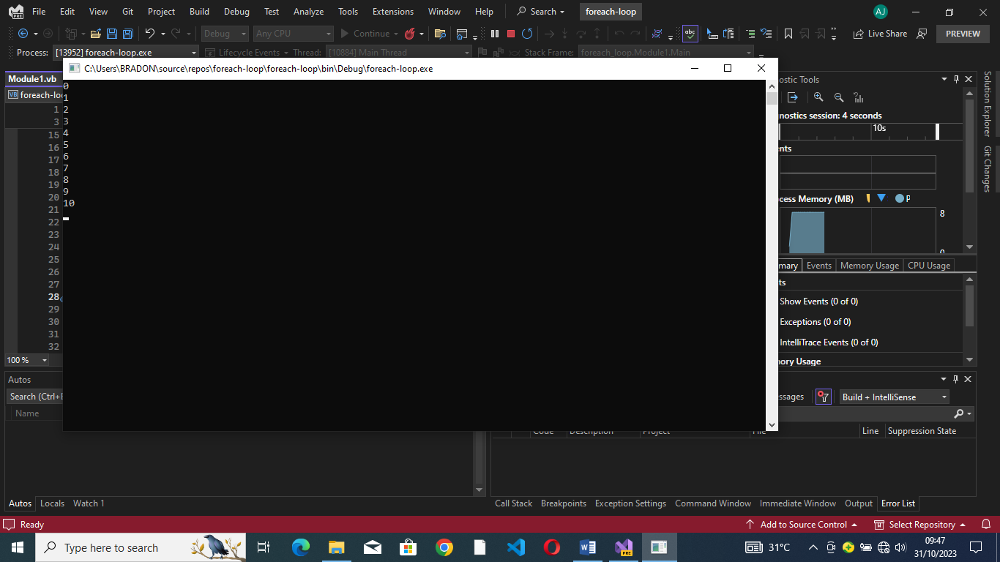 File Edit View Git Project Build Debug Test Analyze Tools Extensions Window Help Search foreach-loop AJ
PRE
Debug Any CPU Continue abc Live Share PREVIEW
Process: [13952] foreach-loop.exe Lifecycle Events Thread: [10884] Main Thread Stack Frame: foreach_loop.Module1.Main
C:\Users\BRADON\source\repos\foreach-loop\foreach-loop\bin\Debug\foreach-loop.exe
0
1
2
3
4
5
6
7
8
9
10
Module1.vb
VB foreach-loo
1
3
15
16
17
18
19
20
21
22
23
24
25
26
27
28
29
30
31
32
100 %
ostic Tools
nostics session: 4 seconds
10s
ents
cess Memory (MB) P
8
0
mary Events Memory Usage CPU Usage
ts
Show Events (0 of 0)
Exceptions (0 of 0)
IntelliTrace Events (0 of 0)
mory Usage
Solution Explorer
Git Changes
Autos
Search (Ctrl+E
Name
ssages Build + IntelliSense
Code Description Project File Line Suppression State
Autos Locals Watch 1
Call Stack Breakpoints Exception Settings Command Window Immediate Window Output Error List
Ready Add to Source Control Select Repository
Type here to search PRE 31°C 09:47
31/10/2023